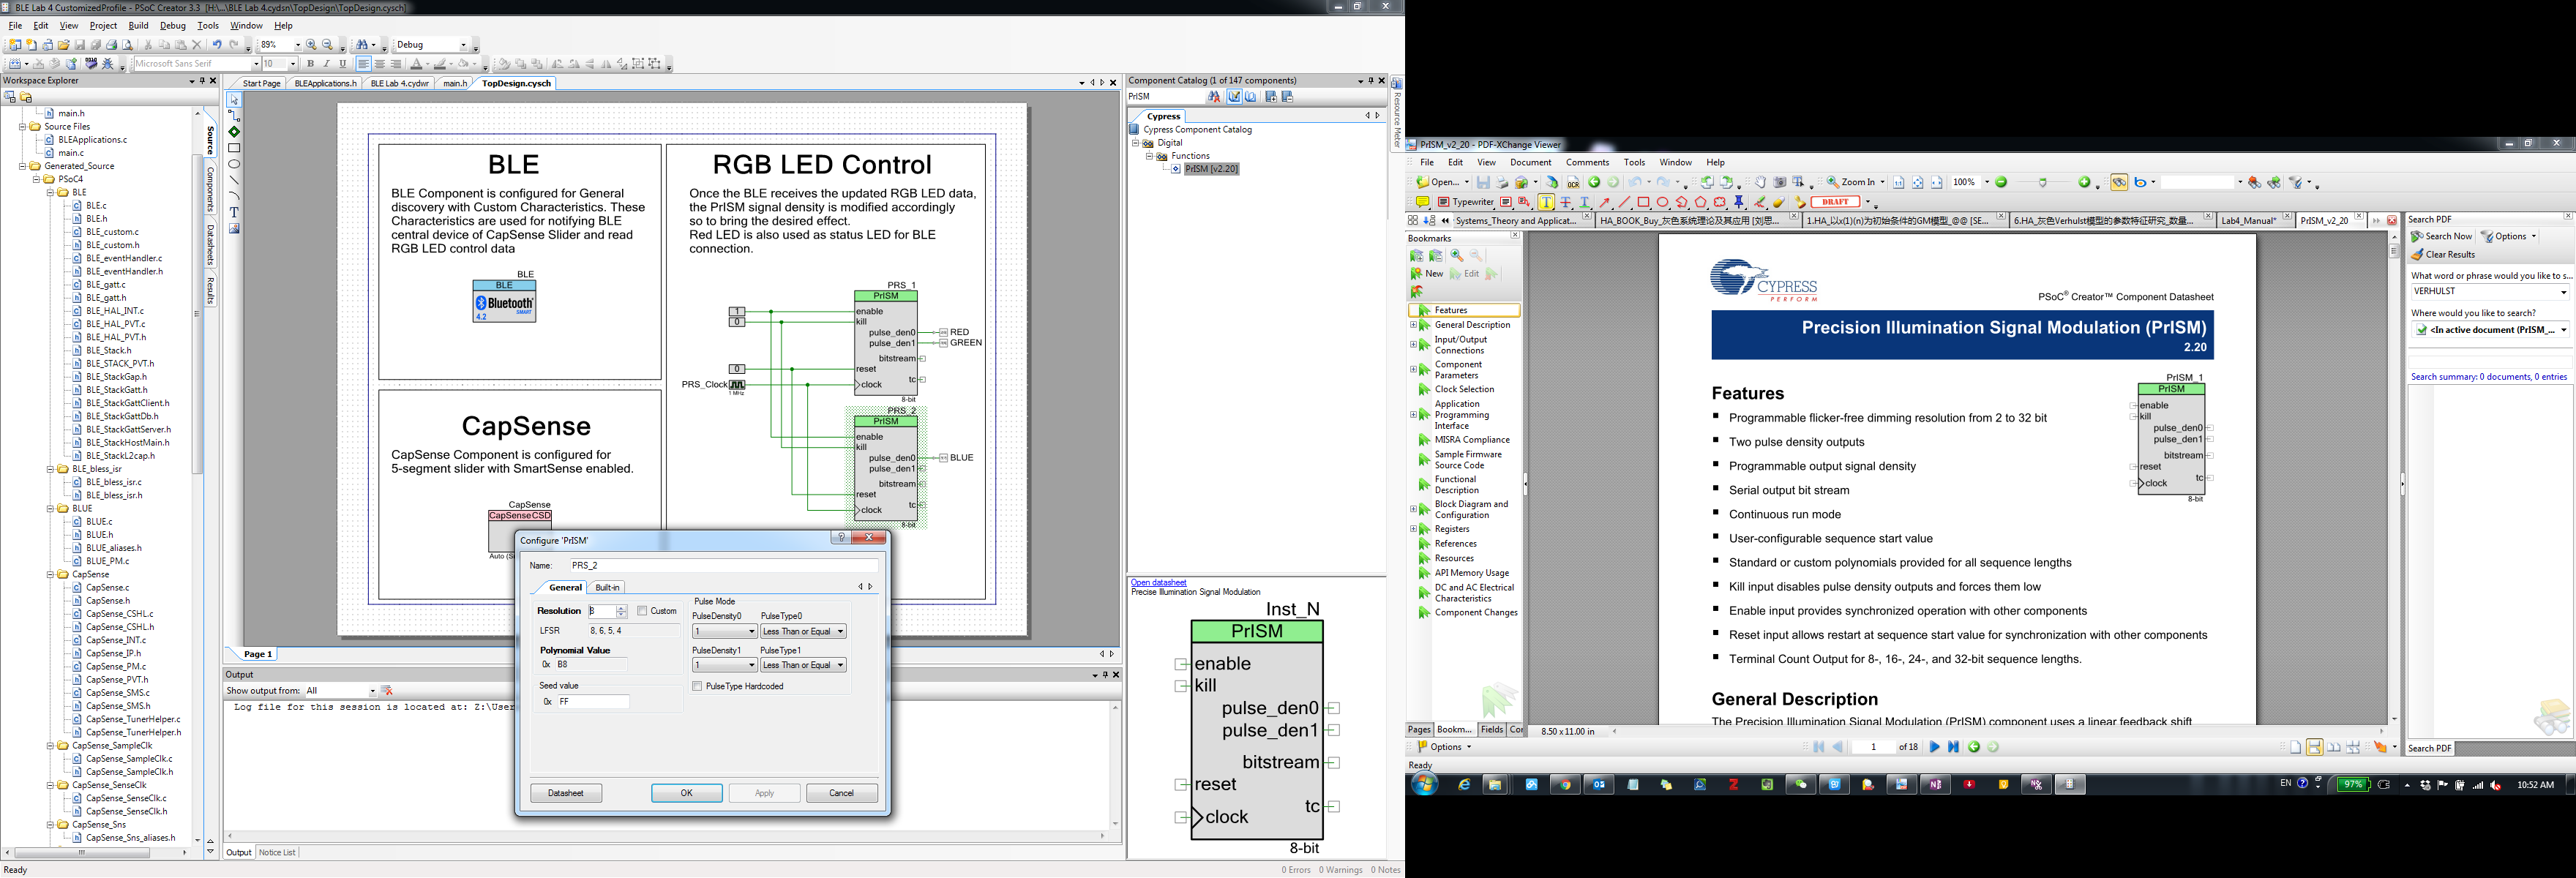 BLE Lab 4 CustomizedProfile - PSoC Creator 3.3 [H:\...\BLE Lab 4.cydsn\TopDesign\TopDesign.cysch]
File Edit View Project Build Debug Tools Window Help
89% Debug
Microsoft Sans Serif 10
Workspace Explorer
main.h
Source Files
BLEApplications.c
main.c
Generated_Source
PSoC4
BLE
BLE.c
BLE.h
BLE_custom.c
BLE_custom.h
BLE_eventHandler.c
BLE_eventHandler.h
BLE_gatt.c
BLE_gatt.h
BLE_HAL_INT.c
BLE_HAL_PVT.c
BLE_HAL_PVT.h
BLE_Stack.h
BLE_STACK_PVT.h
BLE_StackGap.h
BLE_StackGatt.h
BLE_StackGattClient.h
BLE_StackGattDb.h
BLE_StackGattServer.h
BLE_StackHostMain.h
BLE_StackL2cap.h
BLE_bless_isr
BLE_bless_isr.c
BLE_bless_isr.h
BLUE
BLUE.c
BLUE.h
BLUE_aliases.h
BLUE_PM.c
CapSense
CapSense.c
CapSense.h
CapSense_CSHL.c
CapSense_CSHL.h
CapSense_INT.c
CapSense_IP.h
CapSense_PM.c
CapSense_PVT.h
CapSense_SMS.c
CapSense_SMS.h
CapSense_TunerHelper.c
CapSense_TunerHelper.h
CapSense_SampleClk
CapSense_SampleClk.c
CapSense_SampleClk.h
CapSense_SenseClk
CapSense_SenseClk.c
CapSense_SenseClk.h
CapSense_Sns
CapSense_Sns_aliases.h
Source
Components
Datasheets
Results
Ready
Start Page BLEApplications.h BLE Lab 4.cydwr main.h TopDesign.cysch
BLE
BLE Component is configured for General
discovery with Custom Characteristics. These
Characteristics are used for notifying BLE
central device of CapSense Slider and read
RGB LED control data
BLE
BLE
Bluetooth
SMART
4.2
CapSense
CapSense Component is configured for
5-segment slider with SmartSense enabled.
CapSense
CapSense CSD
RGB LED Control
Once the BLE receives the updated RGB LED data,
the PrISM signal density is modified accordingly
so to bring the desired effect.
Red LED is also used as status LED for BLE
connection.
PRS_1
PrISM
1 enable
0 kill
pulse_den0 RED
pulse_den1 GREEN
bitstream
0 reset
tc
PRS_Clock clock
1 MHz
8-bit
PRS_2
PrISM
enable
kill
pulse_den0 BLUE
pulse_den1
bitstream
reset
tc
clock
8-bit
Page 1
Output
Show output from: All
Log file for this session is located at: Z:\User
Output Notice List
Configure 'PrISM'
Name: PRS_2
General Built-in
Resolution 8 Custom
LFSR 8, 6, 5, 4
Polynomial Value
0x B8
Seed value
0x FF
Pulse Mode
PulseDensity0 PulseType0
1 Less Than or Equal
PulseDensity1 PulseType1
1 Less Than or Equal
PulseType Hardcoded
Datasheet OK Apply Cancel
Component Catalog (1 of 147 components)
PrISM
Cypress
Cypress Component Catalog
Digital
Functions
PrISM [v2.20]
Resource Meter
Open datasheet
Precise Illumination Signal Modulation
Inst_N
PrISM
enable
kill
pulse_den0
pulse_den1
bitstream
reset
tc
clock
8-bit
0 Errors 0 Warnings 0 Notes
PrISM_v2_20 - PDF-XChange Viewer
File Edit View Document Comments Tools Window Help
Open... OCR Zoom In 100%
Typewriter DRAFT
Systems_Theory and Applicat... HA_BOOK_Buy_灰色系统理论及其应用 [刘思... 1.HA_以x(1)(n)为初始条件的GM模型_@@ [SE... 6.HA_灰色Verhulst模型的参数特征研究_数量... Lab4_Manual* PrISM_v2_20
Bookmarks
New Edit
Features
General Description
Input/Output
Connections
Component
Parameters
Clock Selection
Application
Programming
Interface
MISRA Compliance
Sample Firmware
Source Code
Functional
Description
Block Diagram and
Configuration
Registers
References
Resources
API Memory Usage
DC and AC Electrical
Characteristics
Component Changes
Pages Bookm... Fields
Options
Ready
CYPRESS
PERFORM
PSoC® Creator™ Component Datasheet
Precision Illumination Signal Modulation (PrISM)
2.20
Features
Programmable flicker-free dimming resolution from 2 to 32 bit
Two pulse density outputs
Programmable output signal density
Serial output bit stream
Continuous run mode
User-configurable sequence start value
Standard or custom polynomials provided for all sequence lengths
Kill input disables pulse density outputs and forces them low
Enable input provides synchronized operation with other components
Reset input allows restart at sequence start value for synchronization with other components
Terminal Count Output for 8-, 16-, 24-, and 32-bit sequence lengths.
PrISM_1
PrISM
enable
kill
pulse_den0
pulse_den1
bitstream
reset
tc
clock
8-bit
General Description
The Precision Illumination Signal Modulation (PrISM) component uses a linear feedback shift
8.50 x 11.00 in
1 of 18
Search PDF
Search Now Options
Clear Results
What word or phrase would you like to s...
VERHULST
Where would you like to search?
<In active document (PrISM_...
Search summary: 0 documents, 0 entries
Search PDF
EN 97% 10:52 AM